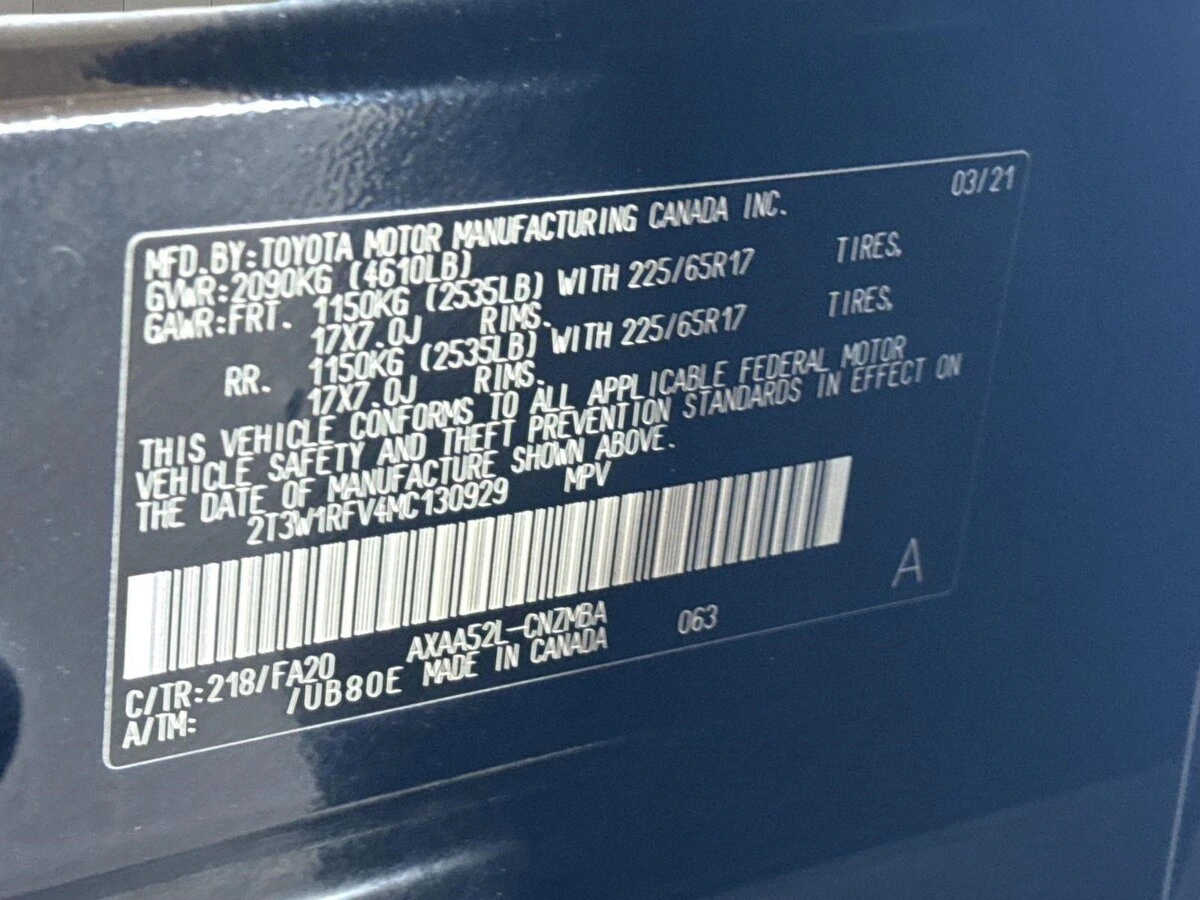 03/21
MFD.BY:TOYOTA MOTOR MANUFACTURING CANADA INC.
GVWR:2090KG (4610LB)
GAWR:FRT. 1150KG (2535LB) WITH 225/65R17 TIRES,
17X7.0J RIMS.
RR. 1150KG (2535LB) WITH 225/65R17 TIRES,
17X7.0J RIMS.
THIS VEHICLE CONFORMS TO ALL APPLICABLE FEDERAL MOTOR
VEHICLE SAFETY AND THEFT PREVENTION STANDARDS IN EFFECT ON
THE DATE OF MANUFACTURE SHOWN ABOVE.
2T3W1RFV4MC130929 MPV
A
C/TR:218/FA20 AXAA52L-CNZMBA 063
A/TM: /UB80E MADE IN CANADA